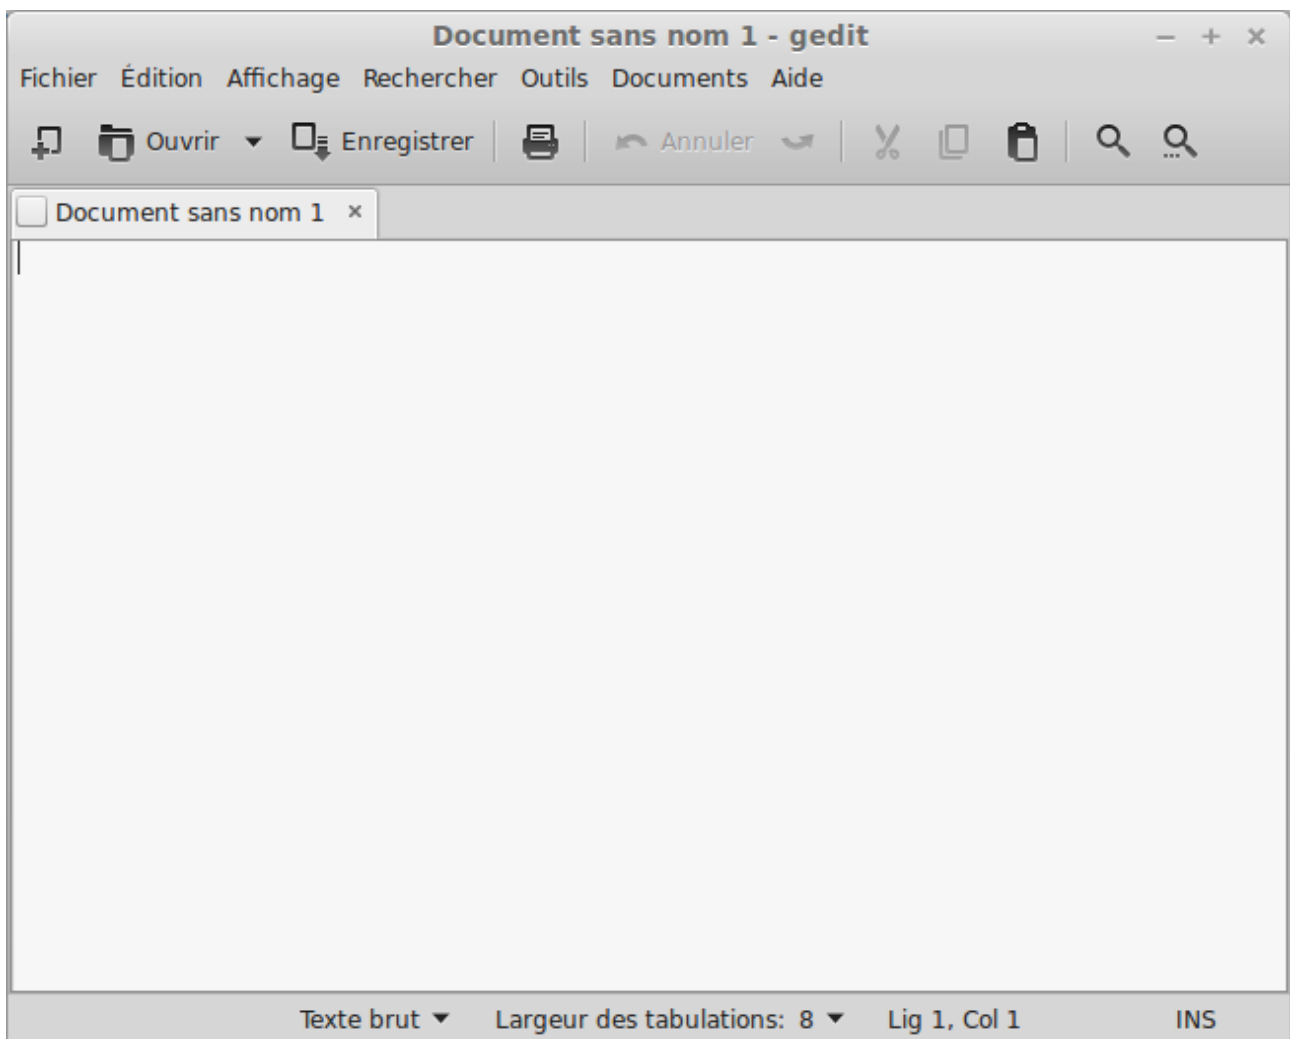 Document sans nom 1 - gedit
Fichier Édition Affichage Rechercher Outils Documents Aide
Ouvrir Enregistrer Annuler
Document sans nom 1
Texte brut Largeur des tabulations: 8 Lig 1, Col 1 INS